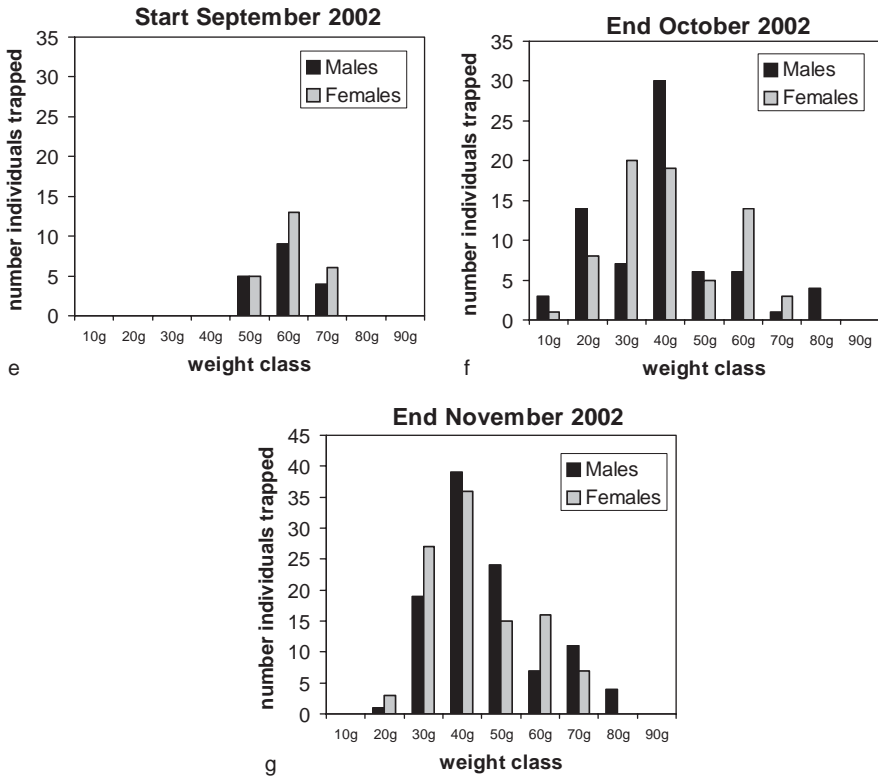 Start September 2002
number individuals trapped
35
30
25
20
15
10
5
0
Males
Females
10g 20g 30g 40g 50g 60g 70g 80g 90g
weight class
e
End October 2002
number individuals trapped
35
30
25
20
15
10
5
0
Males
Females
10g 20g 30g 40g 50g 60g 70g 80g 90g
weight class
f
End November 2002
number individuals trapped
45
40
35
30
25
20
15
10
5
0
Males
Females
10g 20g 30g 40g 50g 60g 70g 80g 90g
weight class
g